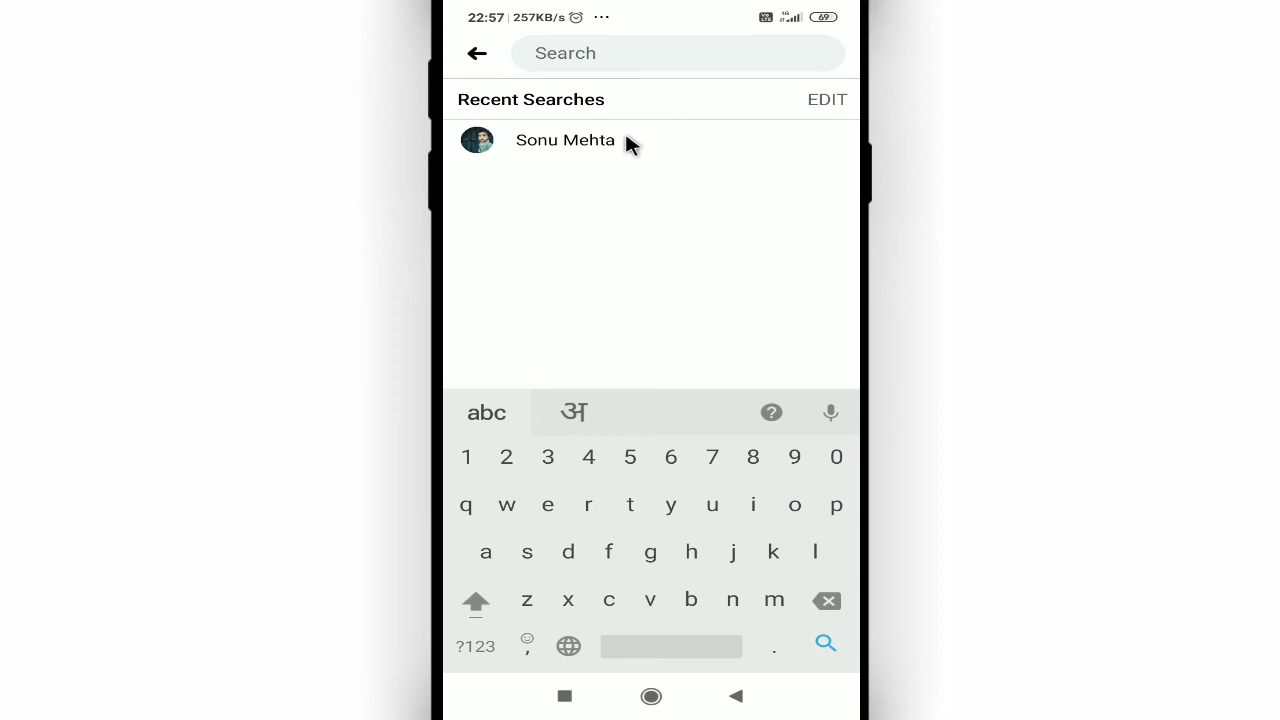 22:57 257KB/s ... 4G 69
Search
Recent Searches EDIT
Sonu Mehta
abc अ ?
1 2 3 4 5 6 7 8 9 0
q w e r t y u i o p
a s d f g h j k l
z x c v b n m
?123 , .